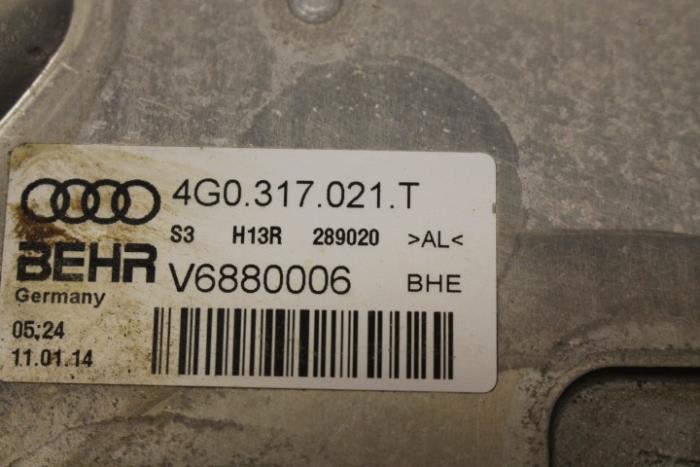 4G0.317.021.T
S3 H13R 289020 >AL<
BEHR V6880006 BHE
Germany
05:24
11.01.14